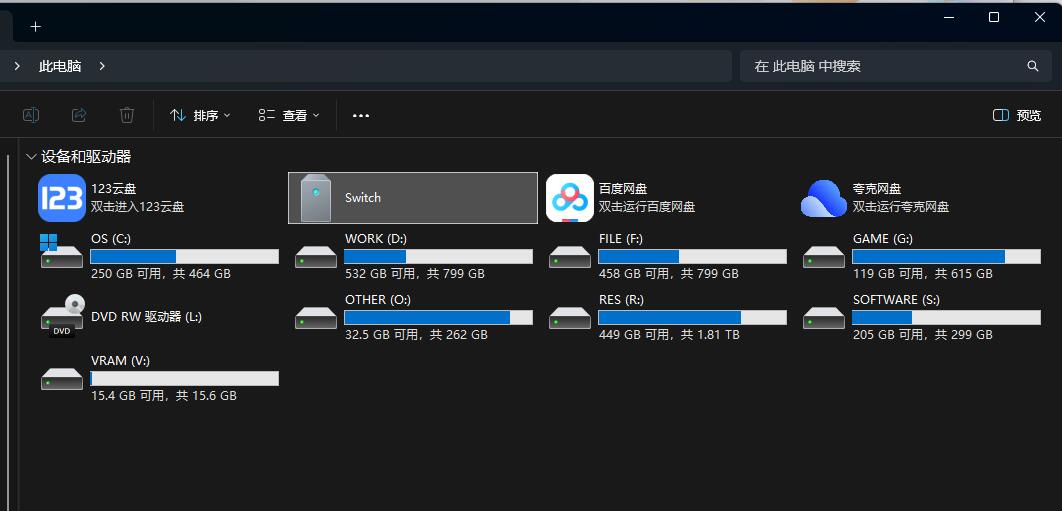 此电脑
在 此电脑 中搜索
排序
查看
预览
设备和驱动器
123
123云盘
双击进入123云盘
Switch
百度网盘
双击运行百度网盘
夸克网盘
双击运行夸克网盘
OS (C:)
250 GB 可用，共 464 GB
WORK (D:)
532 GB 可用，共 799 GB
FILE (F:)
458 GB 可用，共 799 GB
GAME (G:)
119 GB 可用，共 615 GB
DVD
DVD RW 驱动器 (L:)
OTHER (O:)
32.5 GB 可用，共 262 GB
RES (R:)
449 GB 可用，共 1.81 TB
SOFTWARE (S:)
205 GB 可用，共 299 GB
VRAM (V:)
15.4 GB 可用，共 15.6 GB